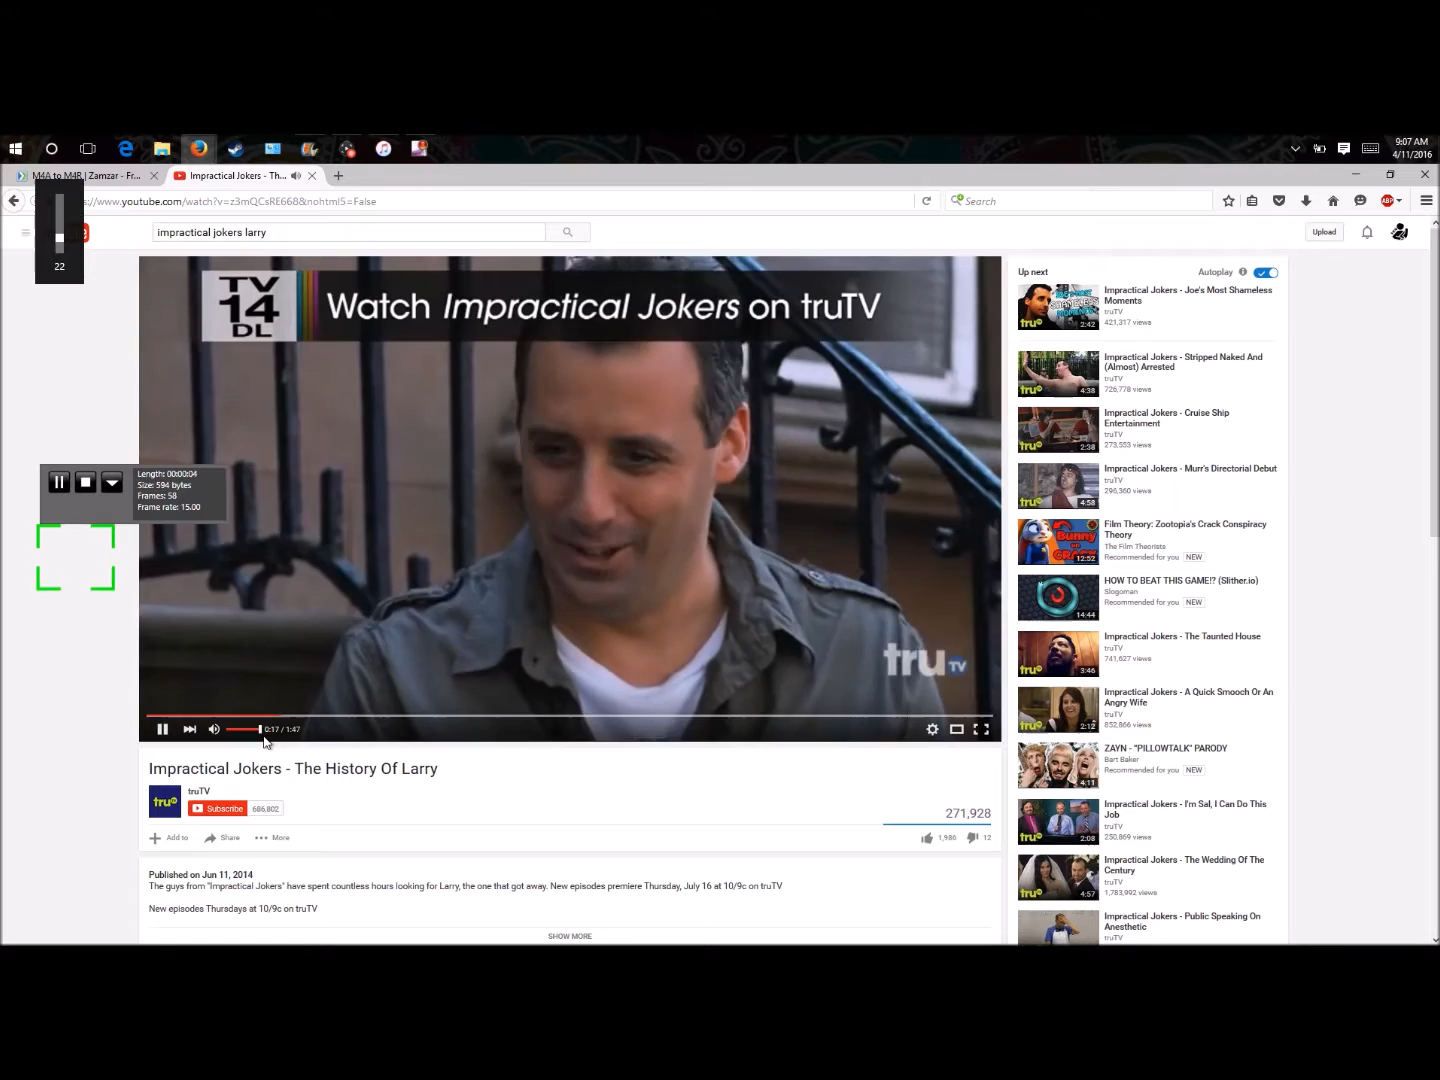 9:07 AM
4/11/2016
M4A to M4R | Zamzar - Fr...
Impractical Jokers - Th...
www.youtube.com/watch?v=z3mQCsRE668&nohtml5=False
Search
ABP
22
impractical jokers larry
Upload
TV
14
DL
Watch Impractical Jokers on truTV
tru TV
Length: 00:00:04
Size: 594 bytes
Frames: 58
Frame rate: 15.00
0:17 / 1:47
Impractical Jokers - The History Of Larry
tru
truTV
Subscribe 686,802
271,928
Add to Share More
1,986 12
Published on Jun 11, 2014
The guys from "Impractical Jokers" have spent countless hours looking for Larry, the one that got away. New episodes premiere Thursday, July 16 at 10/9c on truTV
New episodes Thursdays at 10/9c on truTV
SHOW MORE
Up next
Autoplay
Impractical Jokers - Joe's Most Shameless
Moments
truTV
421,317 views
2:42
Impractical Jokers - Stripped Naked And
(Almost) Arrested
truTV
726,778 views
4:38
Impractical Jokers - Cruise Ship
Entertainment
truTV
273,553 views
2:38
Impractical Jokers - Murr's Directorial Debut
truTV
296,360 views
4:58
Film Theory: Zootopia's Crack Conspiracy
Theory
The Film Theorists
Recommended for you NEW
12:52
HOW TO BEAT THIS GAME!? (Slither.io)
Slogoman
Recommended for you NEW
14:44
Impractical Jokers - The Taunted House
truTV
741,627 views
3:46
Impractical Jokers - A Quick Smooch Or An
Angry Wife
truTV
852,866 views
2:12
ZAYN - "PILLOWTALK" PARODY
Bart Baker
Recommended for you NEW
4:11
Impractical Jokers - I'm Sal, I Can Do This
Job
truTV
250,869 views
2:08
Impractical Jokers - The Wedding Of The
Century
truTV
1,783,992 views
4:57
Impractical Jokers - Public Speaking On
Anesthetic
truTV